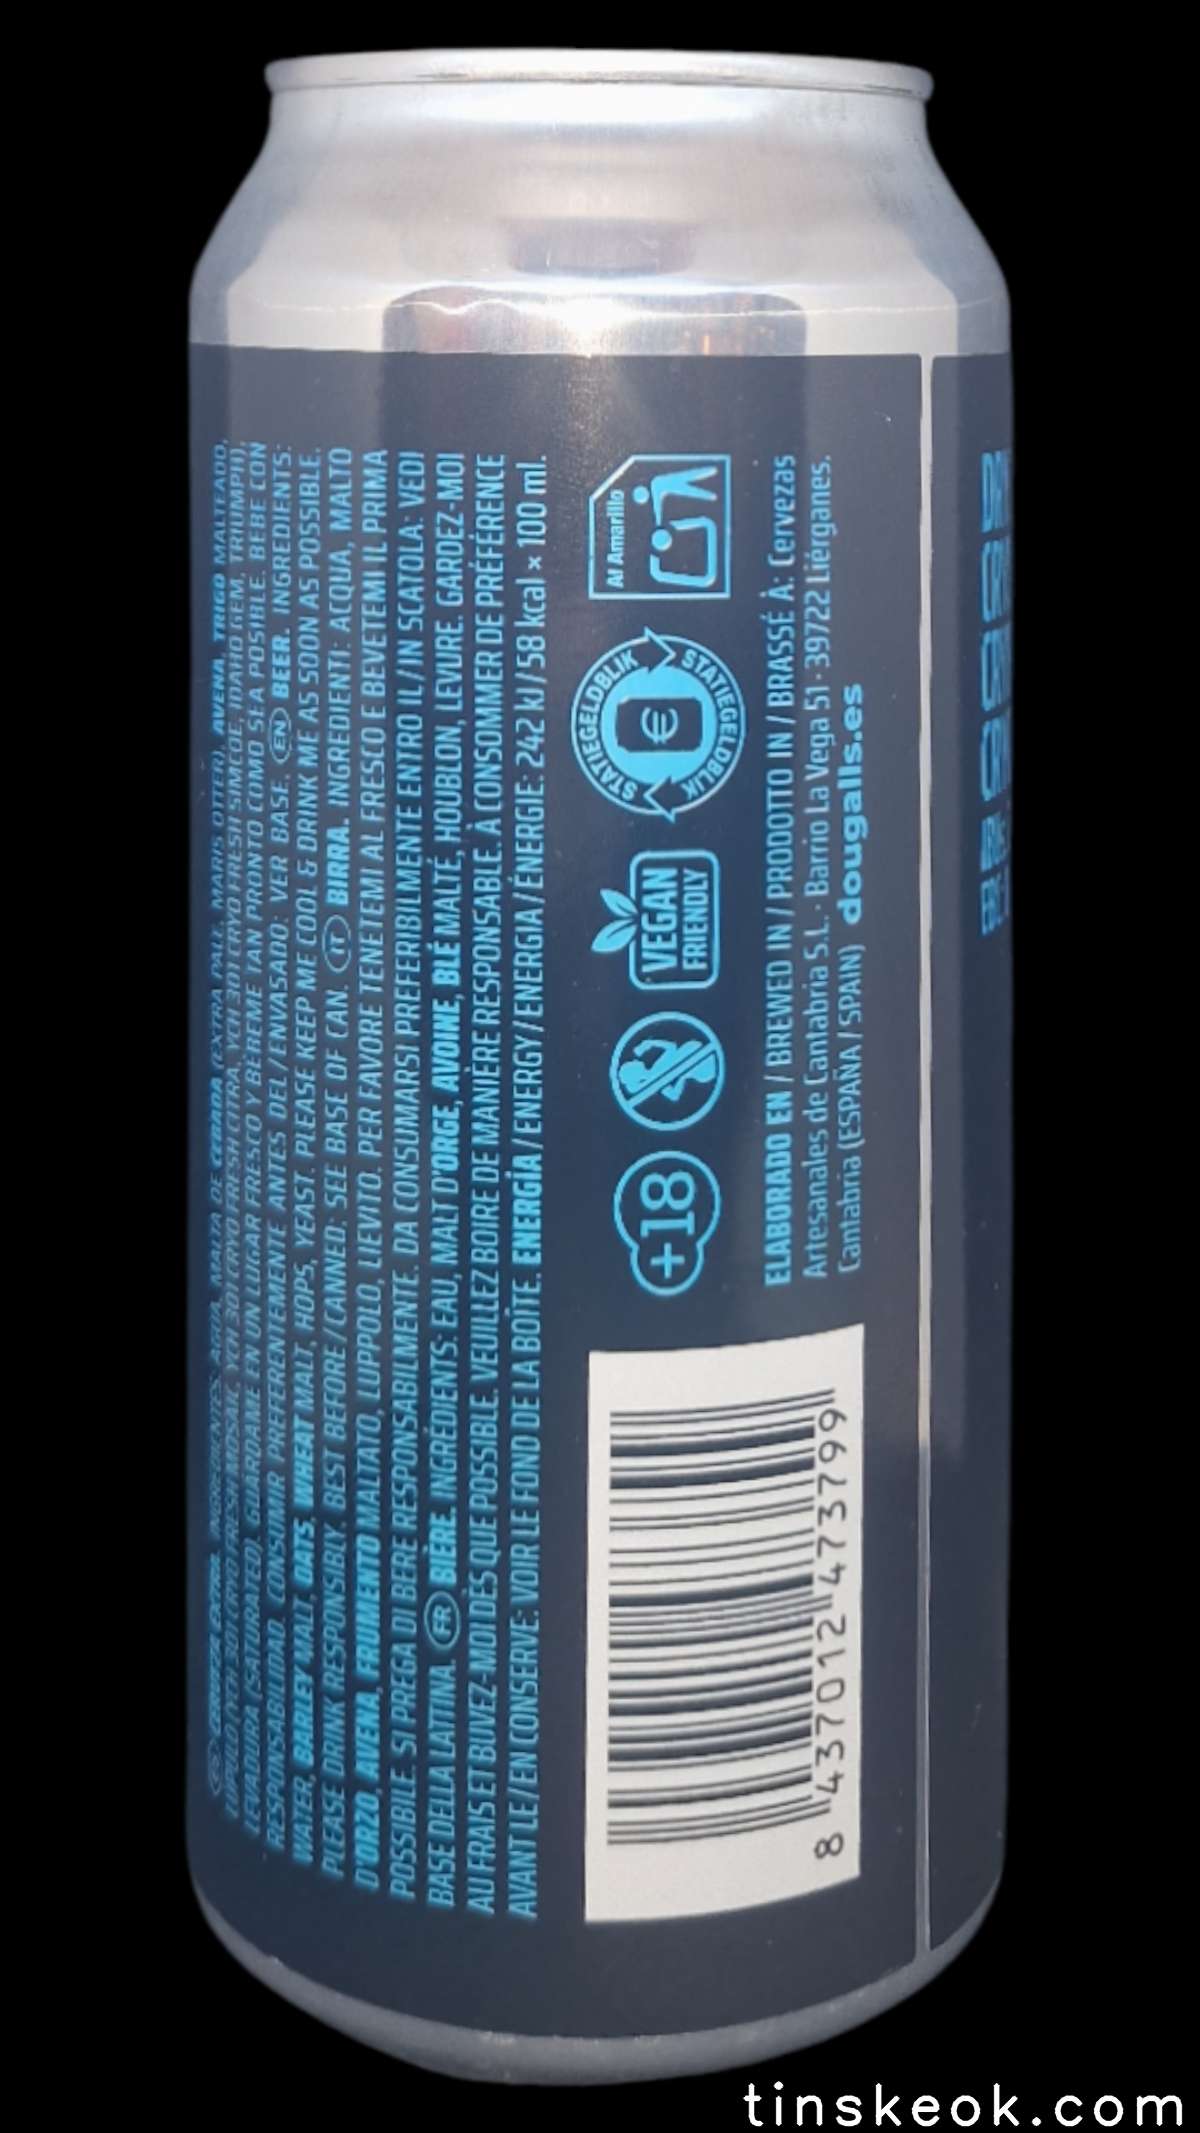 ES CERVEZA EXTRA. INGREDIENTES: AGUA, MALTA DE CEBADA (EXTRA PALE, MARIS OTTER), AVENA, TRIGO MALTEADO,
LÚPULO (YCH 301 CRYO FRESH MOSAIC, YCH 301 CRYO FRESH CITRA, YCH 301 CRYO FRESH SIMCOE, IDAHO GEM, TRIUMPH),
LEVADURA (SATURATED). GUÁRDAME EN UN LUGAR FRESCO Y BÉBEME TAN PRONTO COMO SEA POSIBLE. BEBE CON
RESPONSABILIDAD. CONSUMIR PREFERENTEMENTE ANTES DEL / ENVASADO: VER BASE. EN BEER. INGREDIENTS:
WATER, BARLEY MALT, OATS, WHEAT MALT, HOPS, YEAST. PLEASE KEEP ME COOL & DRINK ME AS SOON AS POSSIBLE.
PLEASE DRINK RESPONSIBLY. BEST BEFORE / CANNED: SEE BASE OF CAN. IT BIRRA. INGREDIENTI: ACQUA, MALTO
D'ORZO, AVENA, FRUMENTO MALTATO, LUPPOLO, LIEVITO. PER FAVORE TENETEMI AL FRESCO E BEVETEMI IL PRIMA
POSSIBILE. SI PREGA DI BERE RESPONSABILMENTE. DA CONSUMARSI PREFERIBILMENTE ENTRO IL / IN SCATOLA: VEDI
BASE DELLA LATINA. FR BIÈRE. INGRÉDIENTS: EAU, MALT D'ORGE, AVOINE, BLÉ MALTÉ, HOUBLON, LEVURE. GARDEZ-MOI
AU FRAIS ET BUVEZ-MOI DÈS QUE POSSIBLE. VEUILLEZ BOIRE DE MANIÈRE RESPONSABLE. À CONSOMMER DE PRÉFÉRENCE
AVANT LE / EN CONSERVE: VOIR LE FOND DE LA BOÎTE. ENERGÍA / ENERGY / ENERGIA / ÉNERGIE: 242 kJ / 58 kcal × 100 ml.
+18
VEGAN
FRIENDLY
STATIEGELDBLIK
STATIEGELDBLIK
€
Al Amarillo
ELABORADO EN / BREWED IN / PRODOTTO IN / BRASSÉ À: Cervezas
Artesanales de Cantabria S.L. · Barrio La Vega 51 · 39722 Liérganes.
Cantabria (ESPAÑA / SPAIN) dougalls.es
8 437012 473799
tinskeok.com